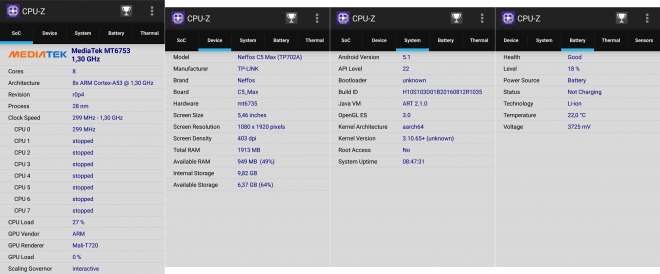 CPU-Z
SoC Device System Battery Thermal
MEDIATEK MediaTek MT6753
1,30 GHz
Cores 8
Architecture 8x ARM Cortex-A53 @ 1,30 GHz
Revision r0p4
Process 28 nm
Clock Speed 299 MHz - 1,30 GHz
CPU 0 299 MHz
CPU 1 stopped
CPU 2 stopped
CPU 3 stopped
CPU 4 stopped
CPU 5 stopped
CPU 6 stopped
CPU 7 stopped
CPU Load 27 %
GPU Vendor ARM
GPU Renderer Mali-T720
GPU Load 0 %
Scaling Governor interactive
CPU-Z
SoC Device System Battery Thermal
Model Neffos C5 Max (TP702A)
Manufacturer TP-LINK
Brand Neffos
Board C5_Max
Hardware mt6735
Screen Size 5,46 inches
Screen Resolution 1080 x 1920 pixels
Screen Density 403 dpi
Total RAM 1913 MB
Available RAM 949 MB (49%)
Internal Storage 9,82 GB
Available Storage 6,37 GB (64%)
CPU-Z
SoC Device System Battery Thermal
Android Version 5.1
API Level 22
Bootloader unknown
Build ID H10S103D01B20160812R1035
Java VM ART 2.1.0
OpenGL ES 3.0
Kernel Architecture aarch64
Kernel Version 3.10.65+ (unknown)
Root Access No
System Uptime 08:47:31
CPU-Z
Device System Battery Thermal Sensors
Health Good
Level 18 %
Power Source Battery
Status Not Charging
Technology Li-ion
Temperature 22,0 °C
Voltage 3725 mV